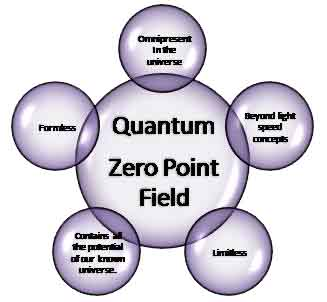 Omnipresent
in the
universe
Formless
Quantum
Zero Point
Field
Beyond light
speed
concepts
Contains all
the potential
of our known
universe.
Limitless